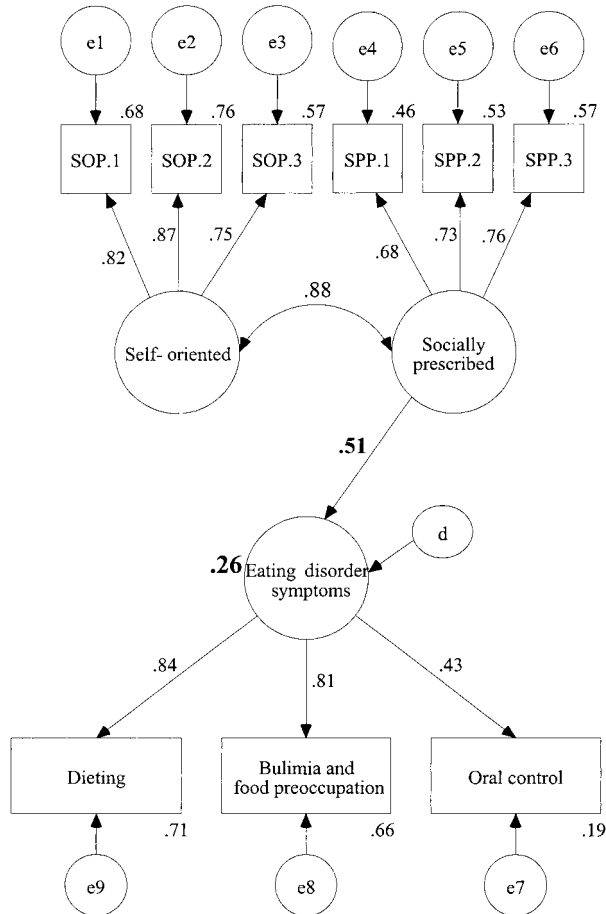 e1 e2 e3 e4 e5 e6
.68 .76 .57 .46 .53 .57
SOP.1 SOP.2 SOP.3 SPP.1 SPP.2 SPP.3
.82 .87 .75 .68 .73 .76
.88
Self- oriented
Socially
prescribed
.51
d
.26
Eating disorder
symptoms
.84 .81 .43
Dieting
Bulimia and
food preoccupation
Oral control
.71 .66 .19
e9 e8 e7